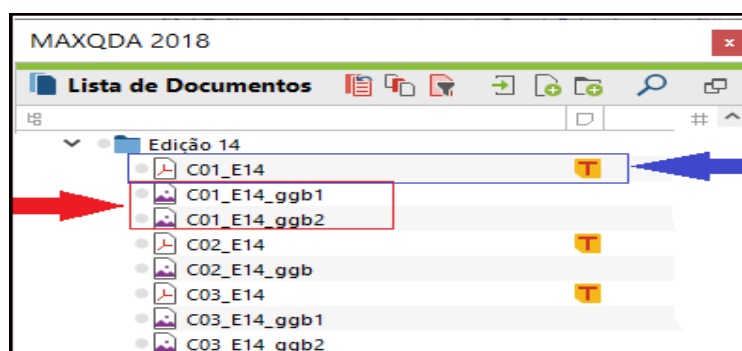 MAXQDA 2018
x
Lista de Documentos
#
Edição 14
C01_E14 T
C01_E14_ggb1
C01_E14_ggb2
C02_E14 T
C02_E14_ggb
C03_E14 T
C03_E14_ggb1
C03_E14_ggb2